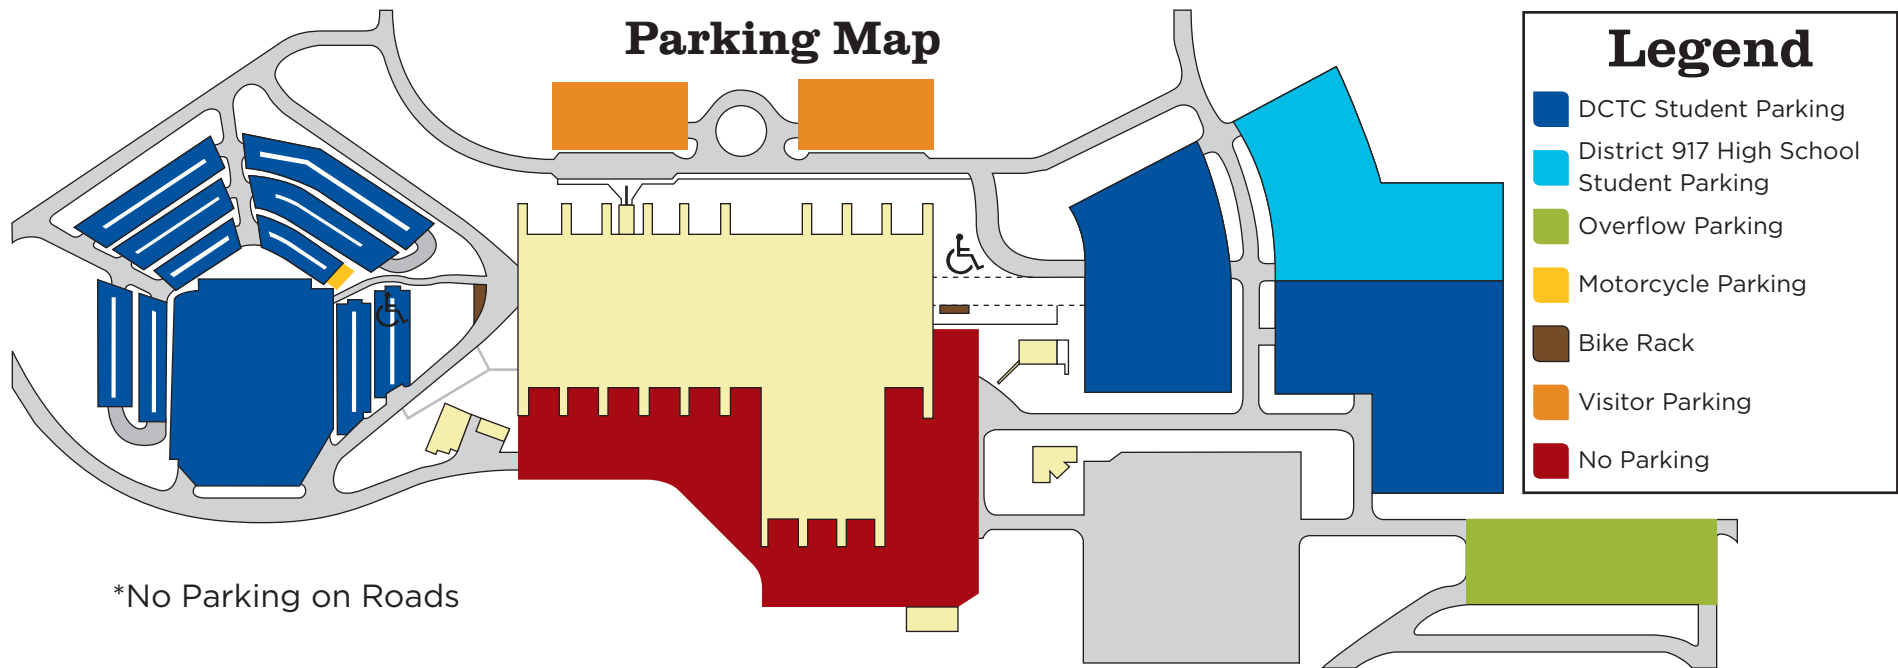 Parking Map
Legend
DCTC Student Parking
District 917 High School
Student Parking
Overflow Parking
Motorcycle Parking
Bike Rack
Visitor Parking
No Parking
*No Parking on Roads